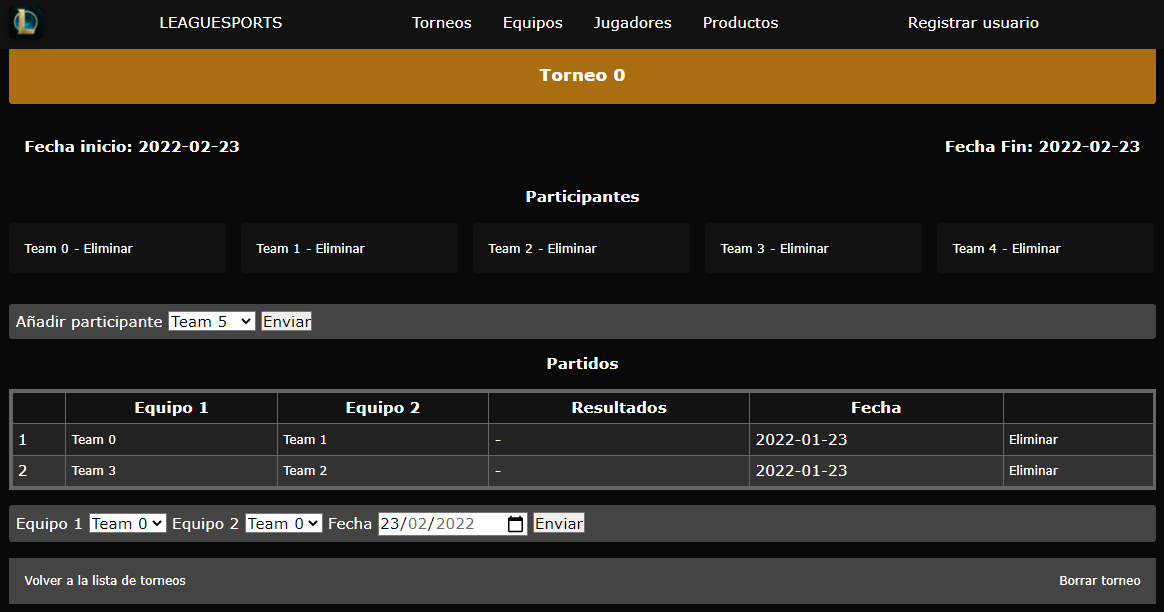 LEAGUESPORTS Torneos Equipos Jugadores Productos Registrar usuario
Torneo 0
Fecha inicio: 2022-02-23 Fecha Fin: 2022-02-23
Participantes
Team 0 - Eliminar Team 1 - Eliminar Team 2 - Eliminar Team 3 - Eliminar Team 4 - Eliminar
Añadir participante Team 5 Enviar
Partidos
Equipo 1 Equipo 2 Resultados Fecha
1 Team 0 Team 1 - 2022-01-23 Eliminar
2 Team 3 Team 2 - 2022-01-23 Eliminar
Equipo 1 Team 0 Equipo 2 Team 0 Fecha 23/02/2022 Enviar
Volver a la lista de torneos Borrar torneo